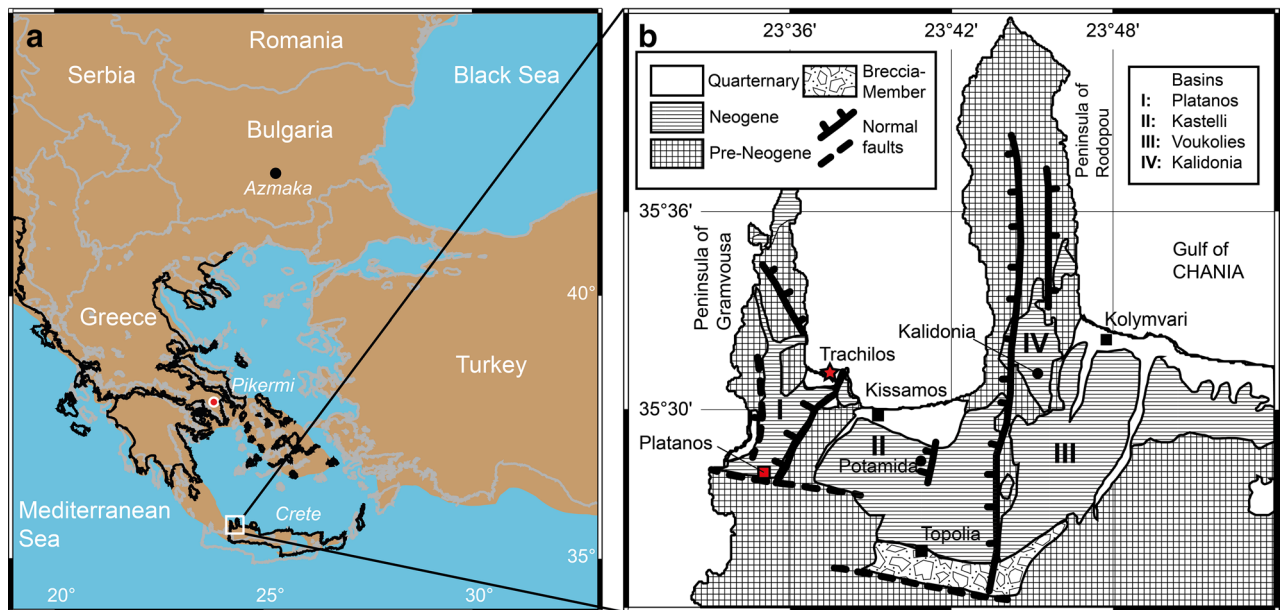 a
Romania
Serbia
Black Sea
Bulgaria
Azmaka
40°
Greece
Turkey
Pikermi
Mediterranean
Sea
Crete
35°
20°
25°
30°
b
23°36'
23°42'
23°48'
Quarternary
Neogene
Pre-Neogene
Breccia-
Member
Normal
faults
Basins
I: Platanos
II: Kastelli
III: Voukolies
IV: Kalidonia
Peninsula of
Rodopou
35°36'
Peninsula of
Gramvousa
Gulf of
CHANIA
Kalidonia
Kolymvari
IV
Trachilos
Kissamos
35°30'
I
Platanos
II
Potamida
III
Topolia